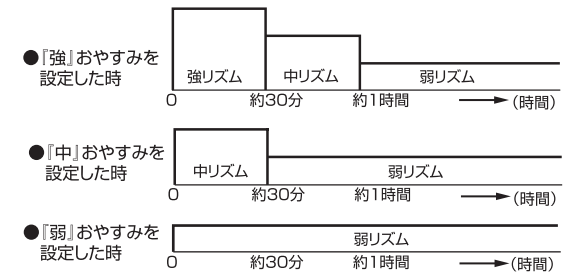 ●『強』おやすみを
設定した時
強リズム 中リズム 弱リズム
0 約30分 約1時間 (時間)
●『中』おやすみを
設定した時
中リズム 弱リズム
0 約30分 約1時間 (時間)
●『弱』おやすみを
設定した時
弱リズム
0 約30分 約1時間 (時間)